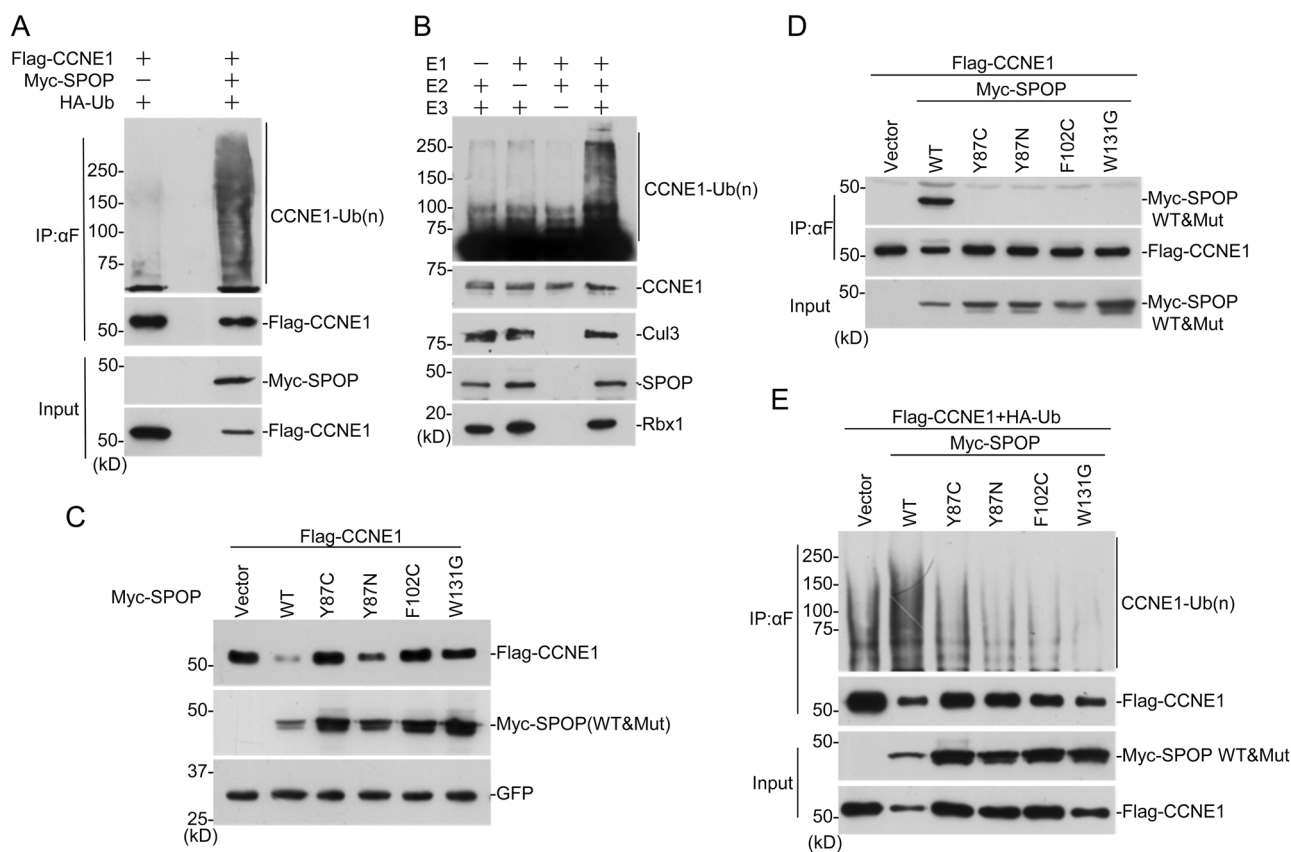 A
Flag-CCNE1 + +
Myc-SPOP − +
HA-Ub + +
250-
150-
100-
75-
CCNE1-Ub(n)
IP:αF
50-
-Flag-CCNE1
50-
-Myc-SPOP
Input
50-
-Flag-CCNE1
(kD)
B
E1 − + + +
E2 + − + +
E3 + + − +
250-
150-
100-
75-
CCNE1-Ub(n)
75-
-CCNE1
75-
-Cul3
50-
-SPOP
20-
-Rbx1
(kD)
C
Flag-CCNE1
Myc-SPOP
Vector WT Y87C Y87N F102C W131G
50-
-Flag-CCNE1
50-
-Myc-SPOP(WT&Mut)
37-
-GFP
25-
(kD)
D
Flag-CCNE1
Myc-SPOP
Vector WT Y87C Y87N F102C W131G
50-
-Myc-SPOP
WT&Mut
IP:αF
50-
-Flag-CCNE1
50-
Input
-Myc-SPOP
WT&Mut
(kD)
E
Flag-CCNE1+HA-Ub
Myc-SPOP
Vector WT Y87C Y87N F102C W131G
250-
150-
100-
75-
CCNE1-Ub(n)
IP:αF
50-
-Flag-CCNE1
50-
-Myc-SPOP WT&Mut
Input
50-
-Flag-CCNE1
(kD)